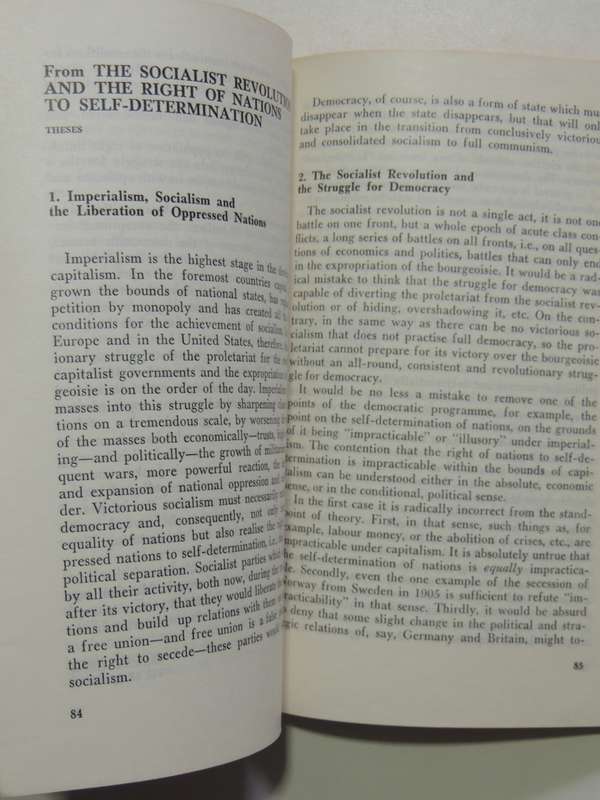 From THE SOCIALIST REVOLUTION
AND THE RIGHT OF NATIONS
TO SELF-DETERMINATION
THESES
1. Imperialism, Socialism and
the Liberation of Oppressed Nations
Imperialism is the highest stage in the
capitalism. In the foremost countries
grown the bounds of national states, has
petition by monopoly and has created all
conditions for the achievement of socialism.
Europe and in the United States, therefore,
ionary struggle of the proletariat for the
capitalist governments and the expropriation
geoisie is on the order of the day. Imperialism
masses into this struggle by sharpening
tions on a tremendous scale, by worsening
of the masses both economically—trusts,
ing—and politically—the growth of
quent wars, more powerful reaction, the
and expansion of national oppression and
der. Victorious socialism must necessarily
democracy and, consequently, not only
equality of nations but also realise the
pressed nations to self-determination, i.e.,
political separation. Socialist parties which
by all their activity, both now, during the
after its victory, that they would liberate the
tions and build up relations with them
a free union—and free union is a false
the right to secede—these parties would
socialism.
84
Democracy, of course, is also a form of state which mu
disappear when the state disappears, but that will onl
take place in the transition from conclusively victoriou
and consolidated socialism to full communism.
2. The Socialist Revolution and
the Struggle for Democracy
The socialist revolution is not a single act, it is not one
battle on one front, but a whole epoch of acute class con-
flicts, a long series of battles on all fronts, i.e., on all ques-
tions of economics and politics, battles that can only end
in the expropriation of the bourgeoisie. It would be a rad-
ical mistake to think that the struggle for democracy was
capable of diverting the proletariat from the socialist rev-
olution or of hiding, overshadowing it, etc. On the con-
trary, in the same way as there can be no victorious so-
cialism that does not practise full democracy, so the pro-
letariat cannot prepare for its victory over the bourgeoisie
without an all-round, consistent and revolutionary strug-
gle for democracy.
It would be no less a mistake to remove one of the
points of the democratic programme, for example, the
point on the self-determination of nations, on the grounds
of it being "impracticable" or "illusory" under imperial-
ism. The contention that the right of nations to self-de-
termination is impracticable within the bounds of capi-
talism can be understood either in the absolute, economic
sense, or in the conditional, political sense.
In the first case it is radically incorrect from the stand-
point of theory. First, in that sense, such things as, for
example, labour money, or the abolition of crises, etc., are
impracticable under capitalism. It is absolutely untrue that
the self-determination of nations is equally impractica-
le. Secondly, even the one example of the secession of
orway from Sweden in 1905 is sufficient to refute "im-
racticability" in that sense. Thirdly, it would be absurd
deny that some slight change in the political and stra-
gic relations of, say, Germany and Britain, might to-
85